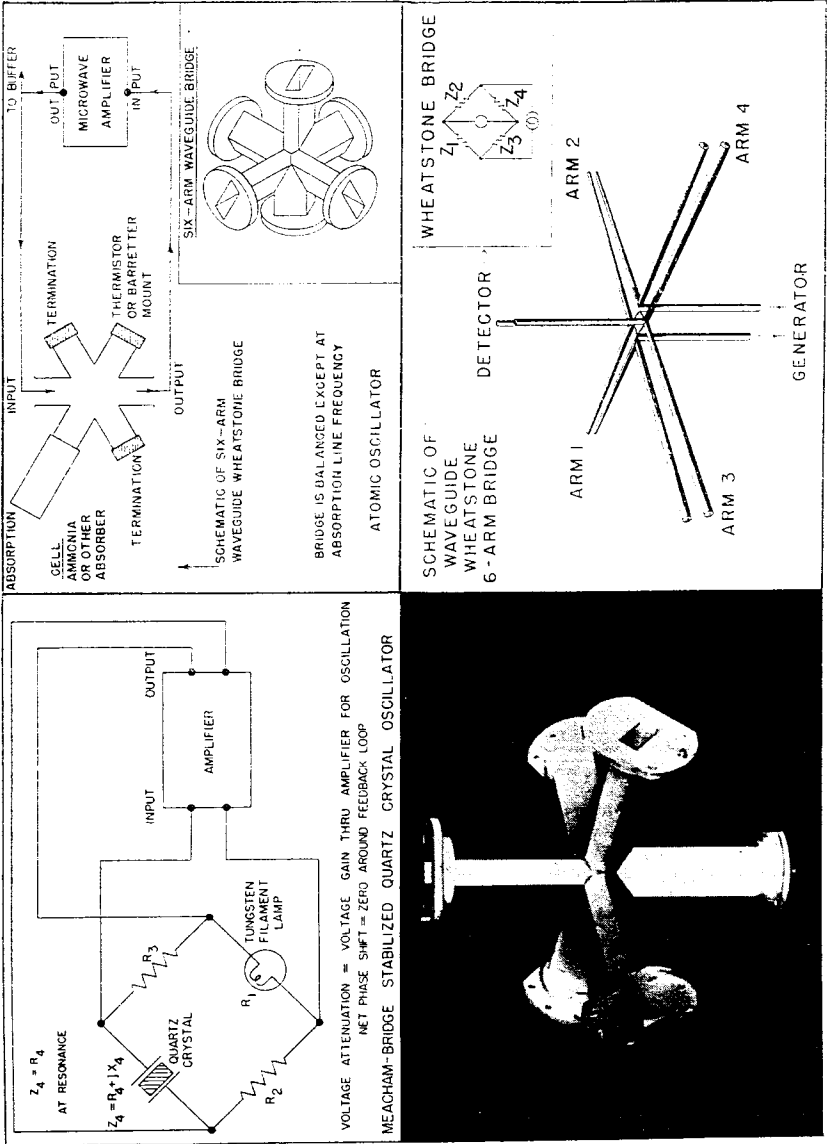 Z4 = R4
AT RESONANCE
Z4 = R4 + JX4
QUARTZ
CRYSTAL
R3
R2
R1
TUNGSTEN
FILAMENT
LAMP
INPUT
OUTPUT
AMPLIFIER
VOLTAGE ATTENUATION = VOLTAGE GAIN THRU AMPLIFIER FOR OSCILLATION
NET PHASE SHIFT = ZERO AROUND FEEDBACK LOOP
MEACHAM-BRIDGE STABILIZED QUARTZ CRYSTAL OSCILLATOR
ABSORPTION
CELL
AMMONIA
OR OTHER
ABSORBER
INPUT
TERMINATION
TERMINATION
THERMISTOR
OR BARRETTER
MOUNT
OUTPUT
TO BUFFER
OUTPUT
MICROWAVE
AMPLIFIER
INPUT
SCHEMATIC OF SIX-ARM
WAVEGUIDE WHEATSTONE BRIDGE
BRIDGE IS BALANCED EXCEPT AT
ABSORPTION LINE FREQUENCY
ATOMIC OSCILLATOR
SIX-ARM WAVEGUIDE BRIDGE
SCHEMATIC OF
WAVEGUIDE
WHEATSTONE
6-ARM BRIDGE
DETECTOR
WHEATSTONE BRIDGE
Z1
Z2
Z3
Z4
ARM 1
ARM 2
ARM 3
ARM 4
GENERATOR